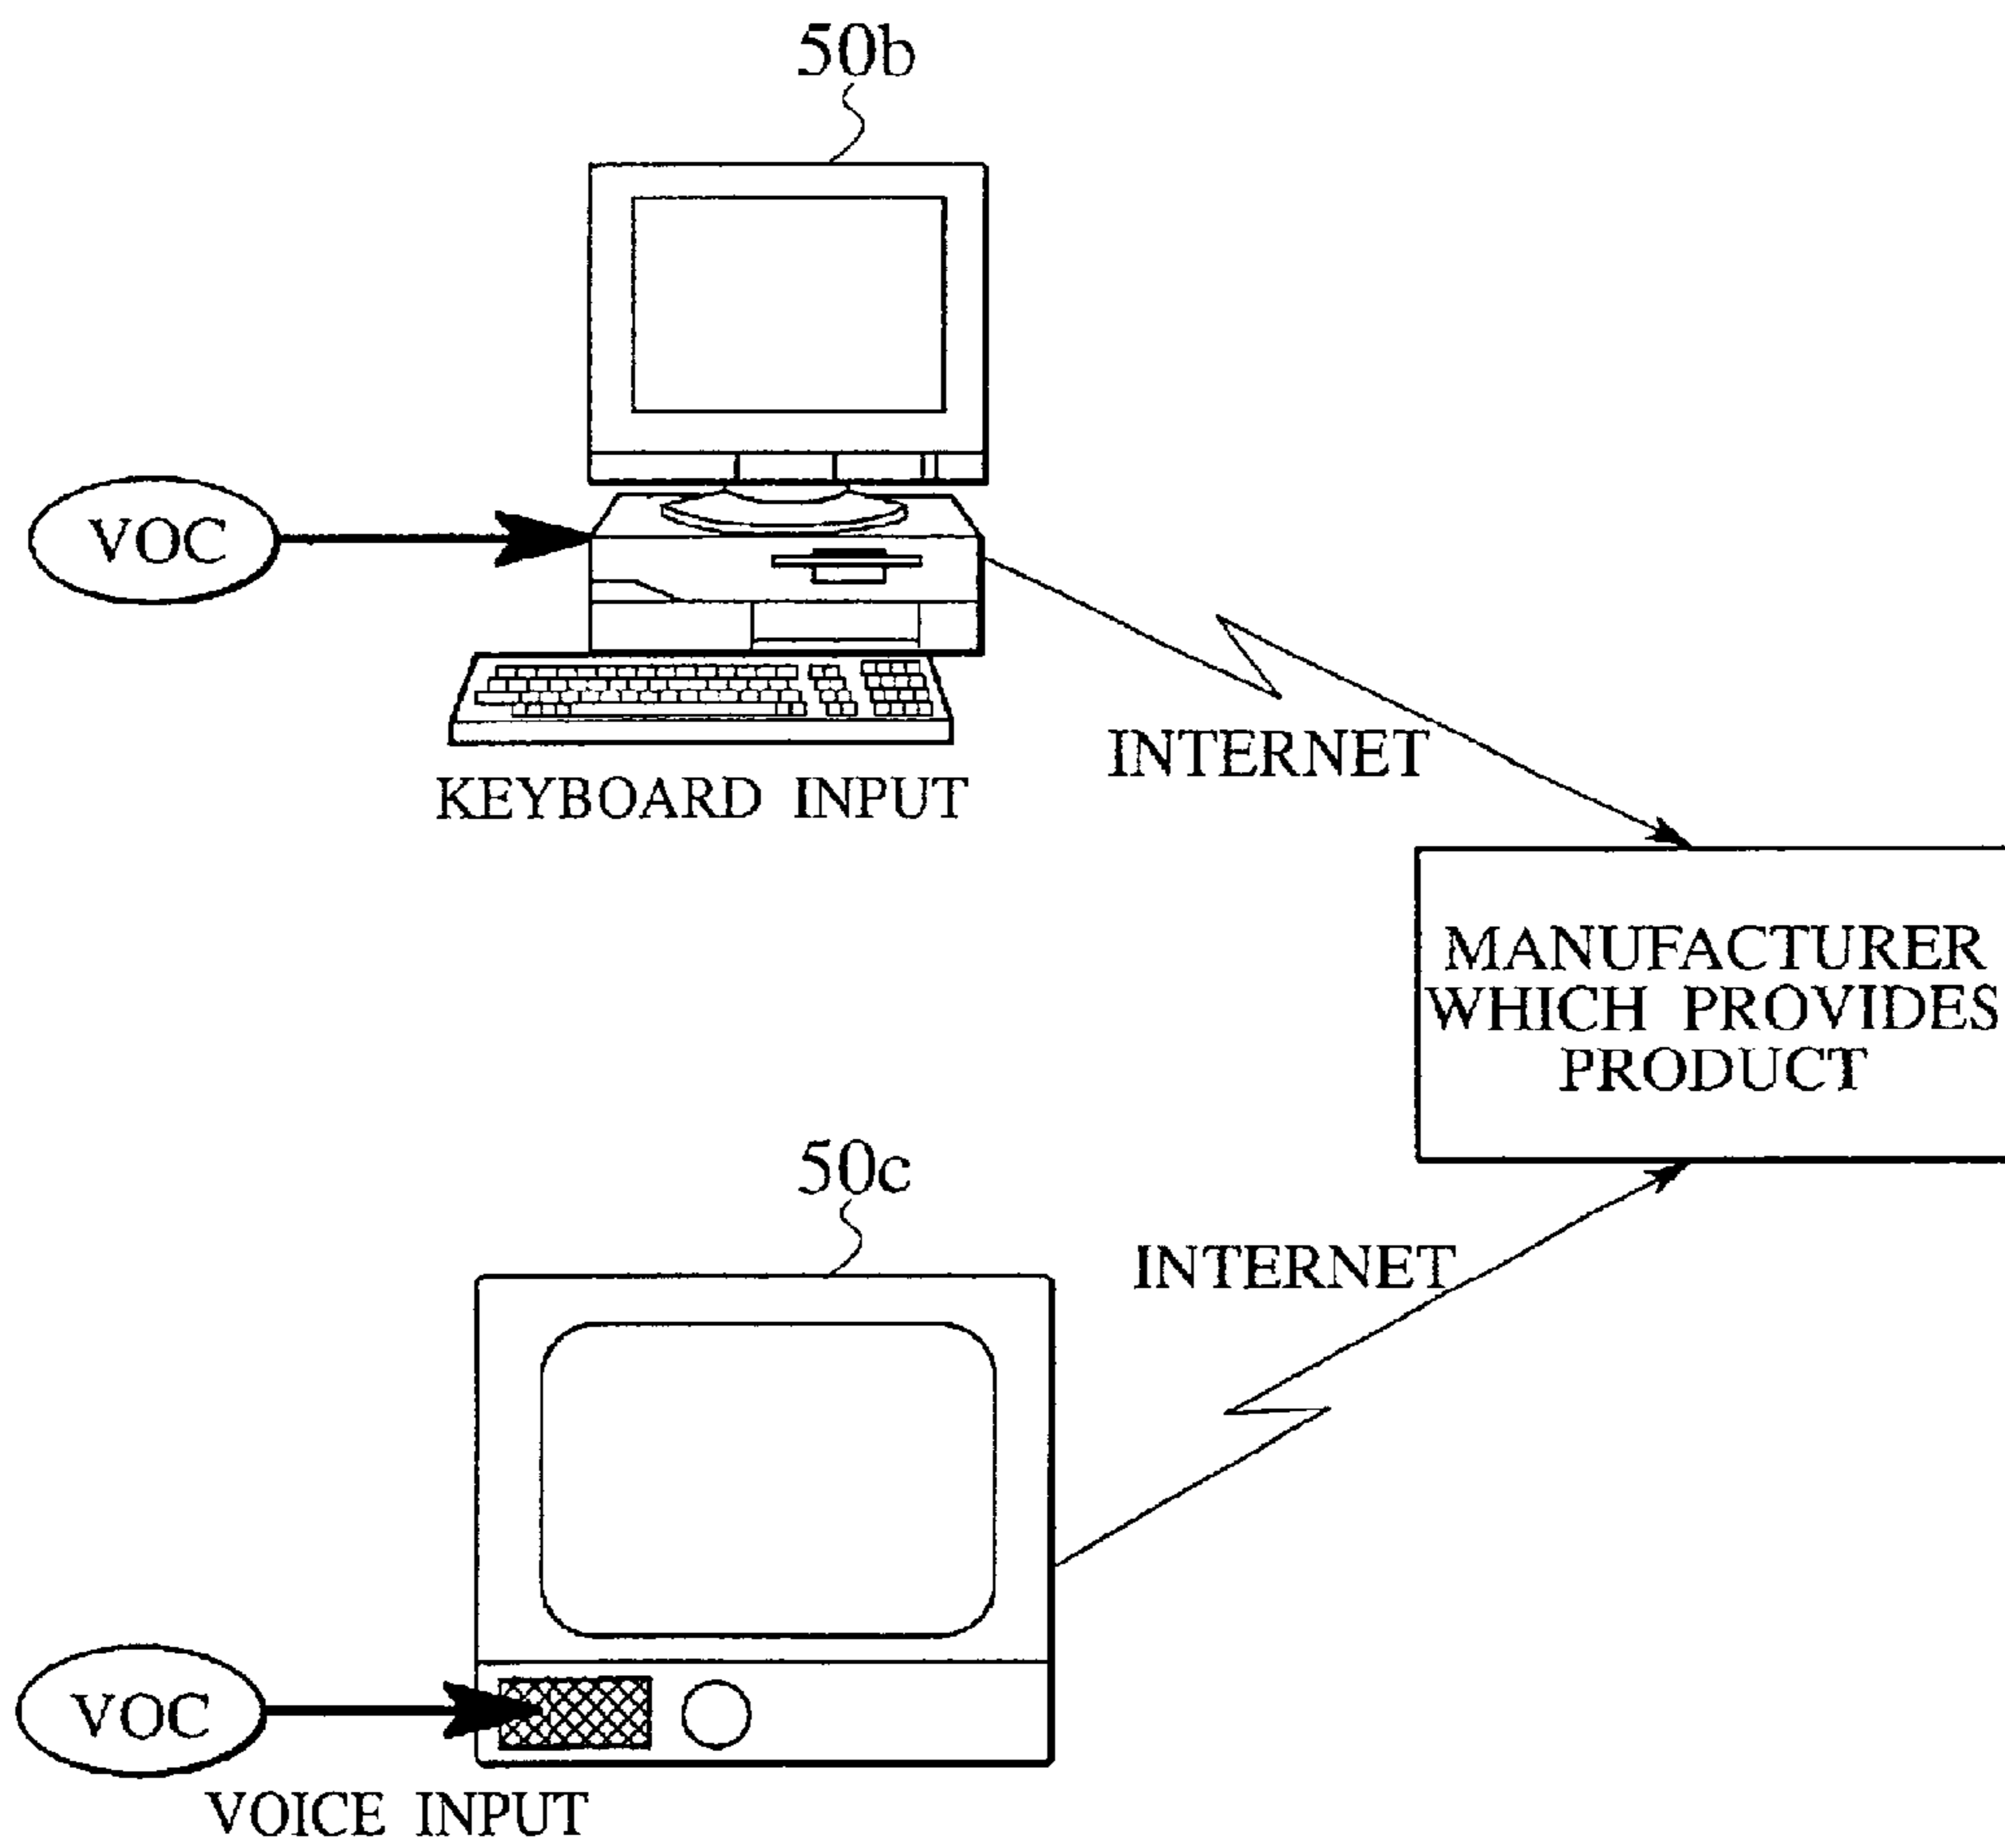 50b
VOC
KEYBOARD INPUT
INTERNET
MANUFACTURER
WHICH PROVIDES
PRODUCT
50c
INTERNET
VOC
VOICE INPUT